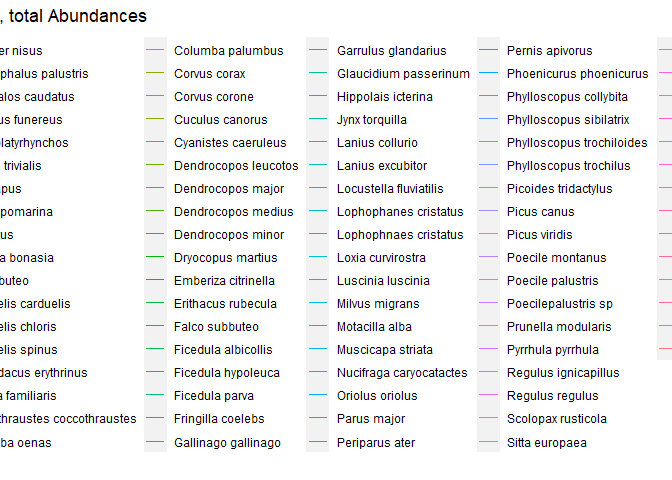 , total Abundances
er nisus
phalus palustris
alos caudatus
us funereus
latyrhynchos
trivialis
apus
pomarina
us
a bonasia
buteo
elis carduelis
elis chloris
elis spinus
dacus erythrinus
a familiaris
thraustes coccothraustes
ba oenas
Columba palumbus
Corvus corax
Corvus corone
Cuculus canorus
Cyanistes caeruleus
Dendrocopos leucotos
Dendrocopos major
Dendrocopos medius
Dendrocopos minor
Dryocopus martius
Emberiza citrinella
Erithacus rubecula
Falco subbuteo
Ficedula albicollis
Ficedula hypoleuca
Ficedula parva
Fringilla coelebs
Gallinago gallinago
Garrulus glandarius
Glaucidium passerinum
Hippolais icterina
Jynx torquilla
Lanius collurio
Lanius excubitor
Locustella fluviatilis
Lophophanes cristatus
Lophophnaes cristatus
Loxia curvirostra
Luscinia luscinia
Milvus migrans
Motacilla alba
Muscicapa striata
Nucifraga caryocatactes
Oriolus oriolus
Parus major
Periparus ater
Pernis apivorus
Phoenicurus phoenicurus
Phylloscopus collybita
Phylloscopus sibilatrix
Phylloscopus trochiloides
Phylloscopus trochilus
Picoides tridactylus
Picus canus
Picus viridis
Poecile montanus
Poecile palustris
Poecilepalustris sp
Prunella modularis
Pyrrhula pyrrhula
Regulus ignicapillus
Regulus regulus
Scolopax rusticola
Sitta europaea